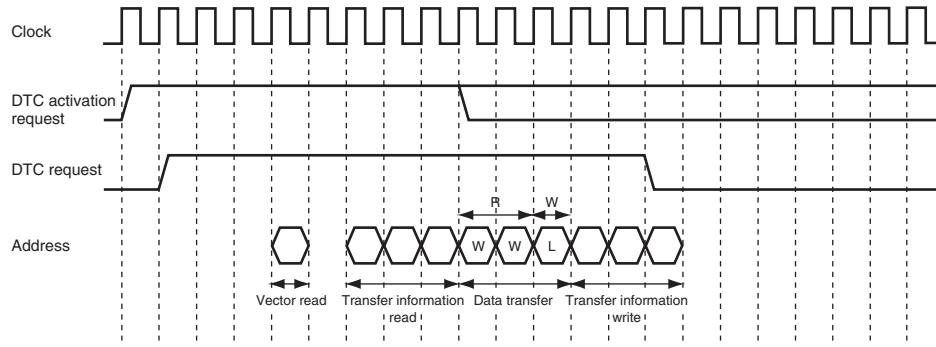 Clock
DTC activation
request
DTC request
R
W
Address
W
W
L
Vector read
Transfer information
read
Data transfer
Transfer information
write